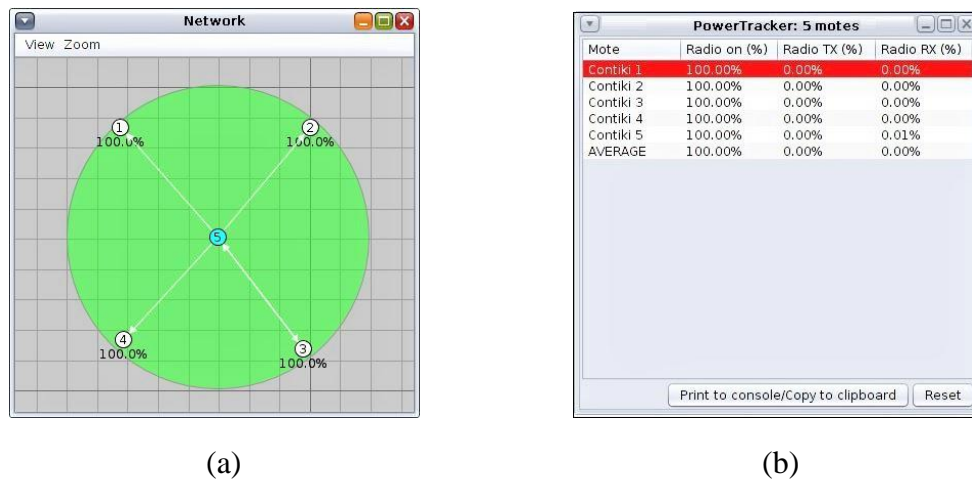 Network
View Zoom
1
100.0%
2
100.0%
5
4
100.0%
3
100.0%
(a)
PowerTracker: 5 motes
Mote Radio on (%) Radio TX (%) Radio RX (%)
Contiki 1 100.00% 0.00% 0.00%
Contiki 2 100.00% 0.00% 0.00%
Contiki 3 100.00% 0.00% 0.00%
Contiki 4 100.00% 0.00% 0.00%
Contiki 5 100.00% 0.00% 0.01%
AVERAGE 100.00% 0.00% 0.00%
Print to console/Copy to clipboard Reset
(b)